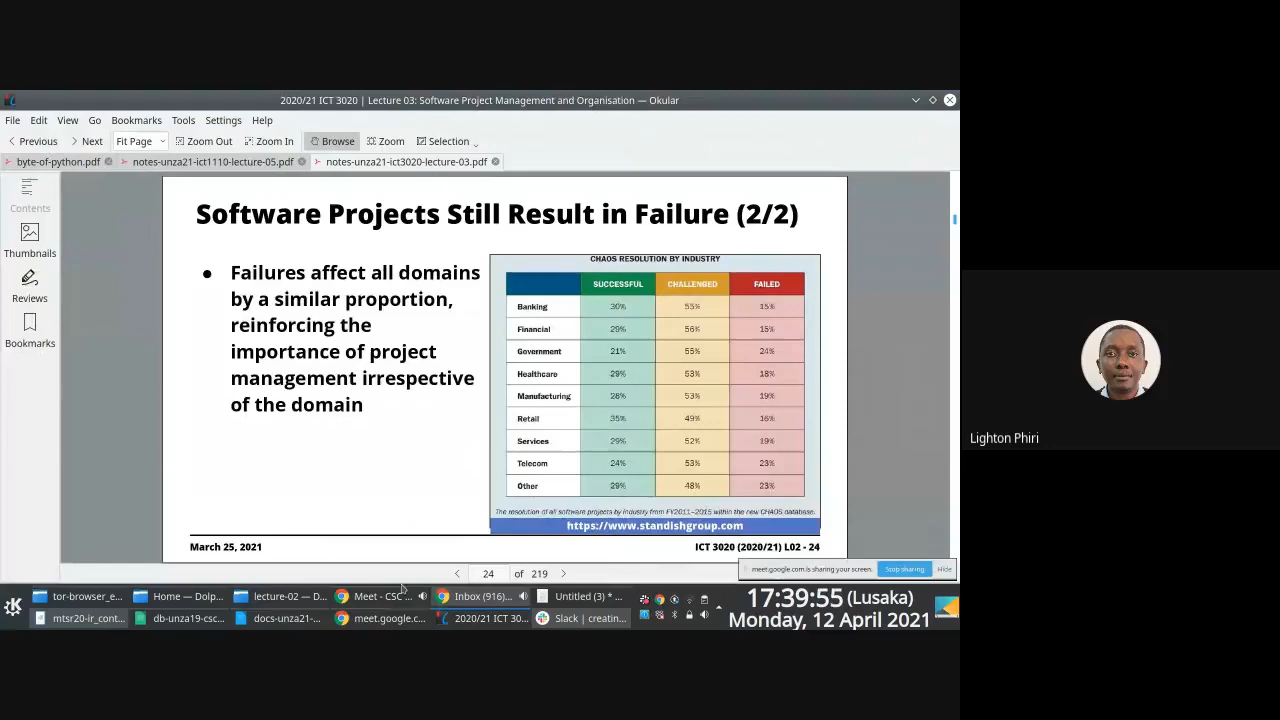 2020/21 ICT 3020 | Lecture 03: Software Project Management and Organisation — Okular
File Edit View Go Bookmarks Tools Settings Help
Previous Next Fit Page Zoom Out Zoom In Browse Zoom Selection
byte-of-python.pdf notes-unza21-ict1110-lecture-05.pdf notes-unza21-ict3020-lecture-03.pdf
Contents
Thumbnails
Reviews
Bookmarks
Software Projects Still Result in Failure (2/2)
● Failures affect all domains
by a similar proportion,
reinforcing the
importance of project
management irrespective
of the domain
CHAOS RESOLUTION BY INDUSTRY
SUCCESSFUL CHALLENGED FAILED
Banking 30% 55% 15%
Financial 29% 56% 15%
Government 21% 55% 24%
Healthcare 29% 53% 18%
Manufacturing 28% 53% 19%
Retail 35% 49% 16%
Services 29% 52% 19%
Telecom 24% 53% 23%
Other 29% 48% 23%
The resolution of all software projects by industry from FY2011–2015 within the new CHAOS database.
https://www.standishgroup.com
March 25, 2021 ICT 3020 (2020/21) L02 - 24
24 of 219
meet.google.com is sharing your screen. Stop sharing Hide
tor-browser_e... Home — Dolp... lecture-02 — D... Meet - CSC ... Inbox (916)... Untitled (3) * ...
mtsr20-ir_cont... db-unza19-csc... docs-unza21-... meet.google.c... 2020/21 ICT 30... Slack | creatin...
17:39:55 (Lusaka)
Monday, 12 April 2021
Lighton Phiri